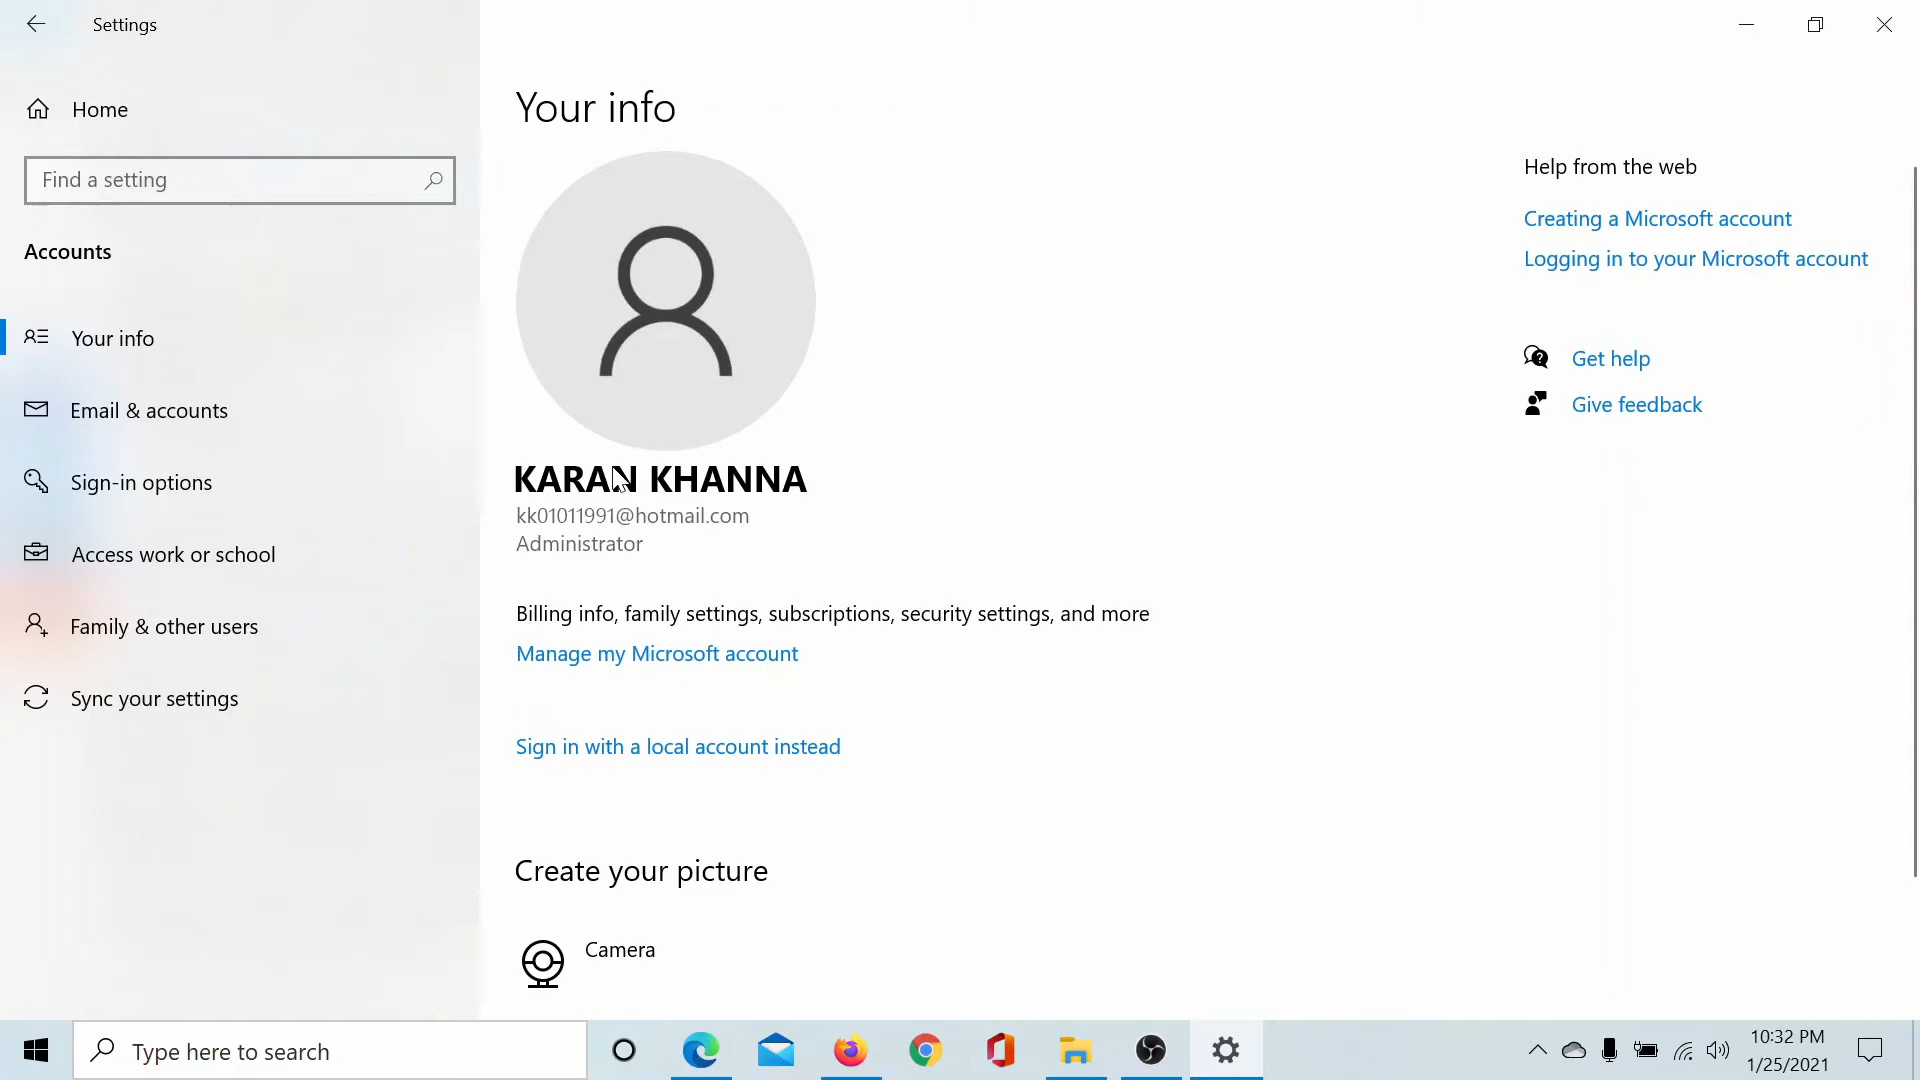 Settings
Home
Find a setting
Accounts
Your info
Email & accounts
Sign-in options
Access work or school
Family & other users
Sync your settings
Your info
KARAN KHANNA
kk01011991@hotmail.com
Administrator
Billing info, family settings, subscriptions, security settings, and more
Manage my Microsoft account
Sign in with a local account instead
Create your picture
Camera
Help from the web
Creating a Microsoft account
Logging in to your Microsoft account
Get help
Give feedback
Type here to search
10:32 PM
1/25/2021